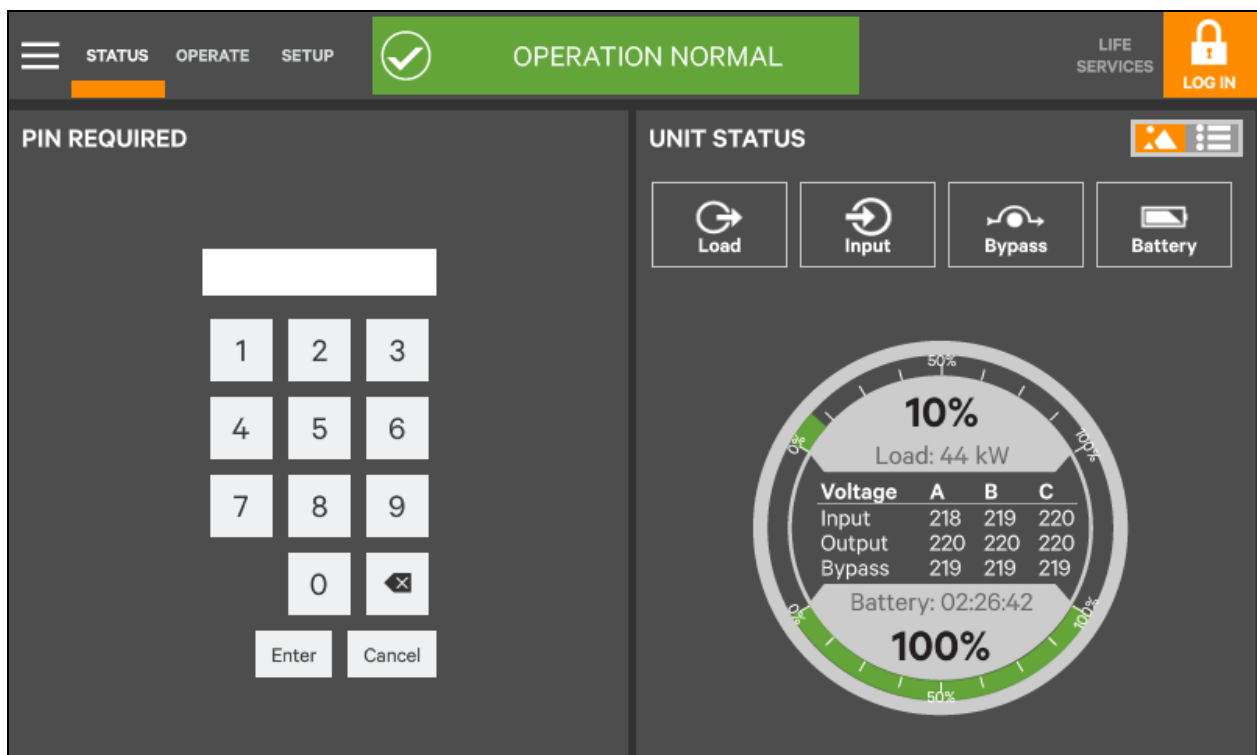 STATUS OPERATE SETUP OPERATION NORMAL LIFE
SERVICES LOG IN
PIN REQUIRED
1 2 3
4 5 6
7 8 9
0
Enter Cancel
UNIT STATUS
Load Input Bypass Battery
50%
0% 100%
10%
Load: 44 kW
Voltage A B C
Input 218 219 220
Output 220 220 220
Bypass 219 219 219
Battery: 02:26:42
0% 100%
100%
50%